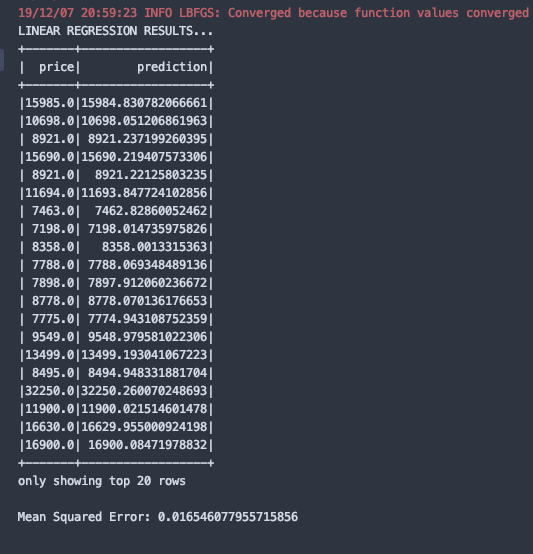 19/12/07 20:59:23 INFO LBFGS: Converged because function values converged
LINEAR REGRESSION RESULTS...
+-------+------------------+
|  price|        prediction|
+-------+------------------+
|15985.0|15984.830782066661|
|10698.0|10698.051206861963|
| 8921.0| 8921.237199260395|
|15690.0|15690.219407573306|
| 8921.0|  8921.22125803235|
|11694.0|11693.847724102856|
| 7463.0|  7462.82860052462|
| 7198.0| 7198.014735975826|
| 8358.0|   8358.0013315363|
| 7788.0| 7788.069348489136|
| 7898.0| 7897.912060236672|
| 8778.0| 8778.070136176653|
| 7775.0| 7774.943108752359|
| 9549.0| 9548.979581022306|
|13499.0|13499.193041067223|
| 8495.0| 8494.948331881704|
|32250.0|32250.260070248693|
|11900.0|11900.021514601478|
|16630.0|16629.955000924198|
|16900.0| 16900.08471978832|
+-------+------------------+
only showing top 20 rows
Mean Squared Error: 0.016546077955715856